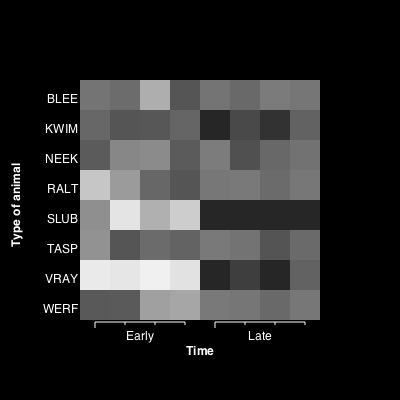 BLEE
KWIM
NEEK
RALT
SLUB
TASP
VRAY
WERF
Type of animal
Early Late
Time